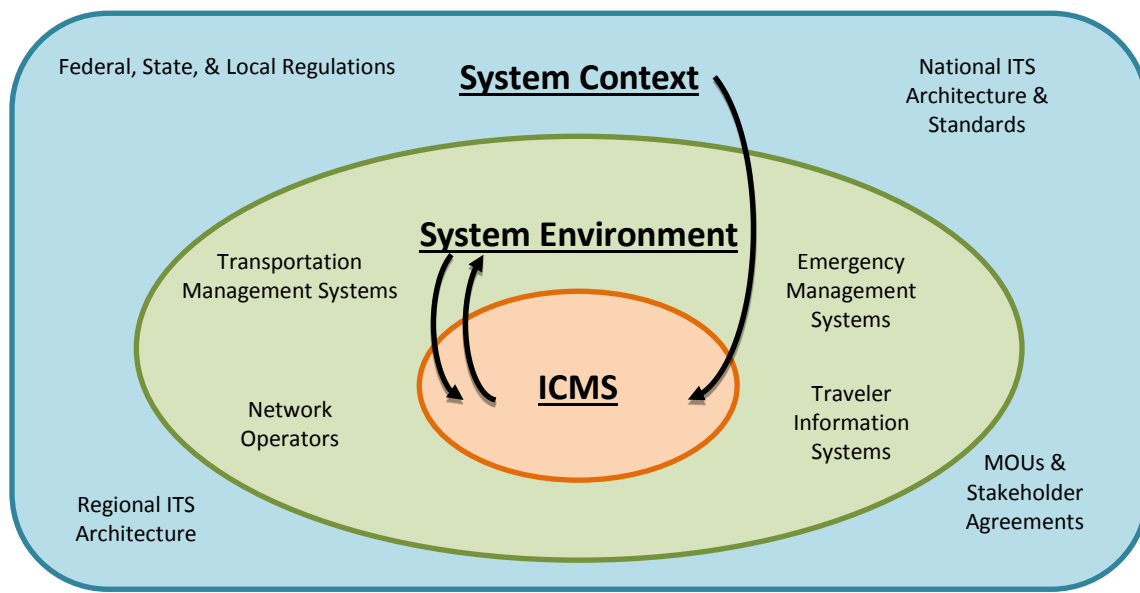 Federal, State, & Local Regulations
System Context
National ITS
Architecture &
Standards
System Environment
Transportation
Management Systems
Emergency
Management
Systems
ICMS
Network
Operators
Traveler
Information
Systems
Regional ITS
Architecture
MOUs &
Stakeholder
Agreements